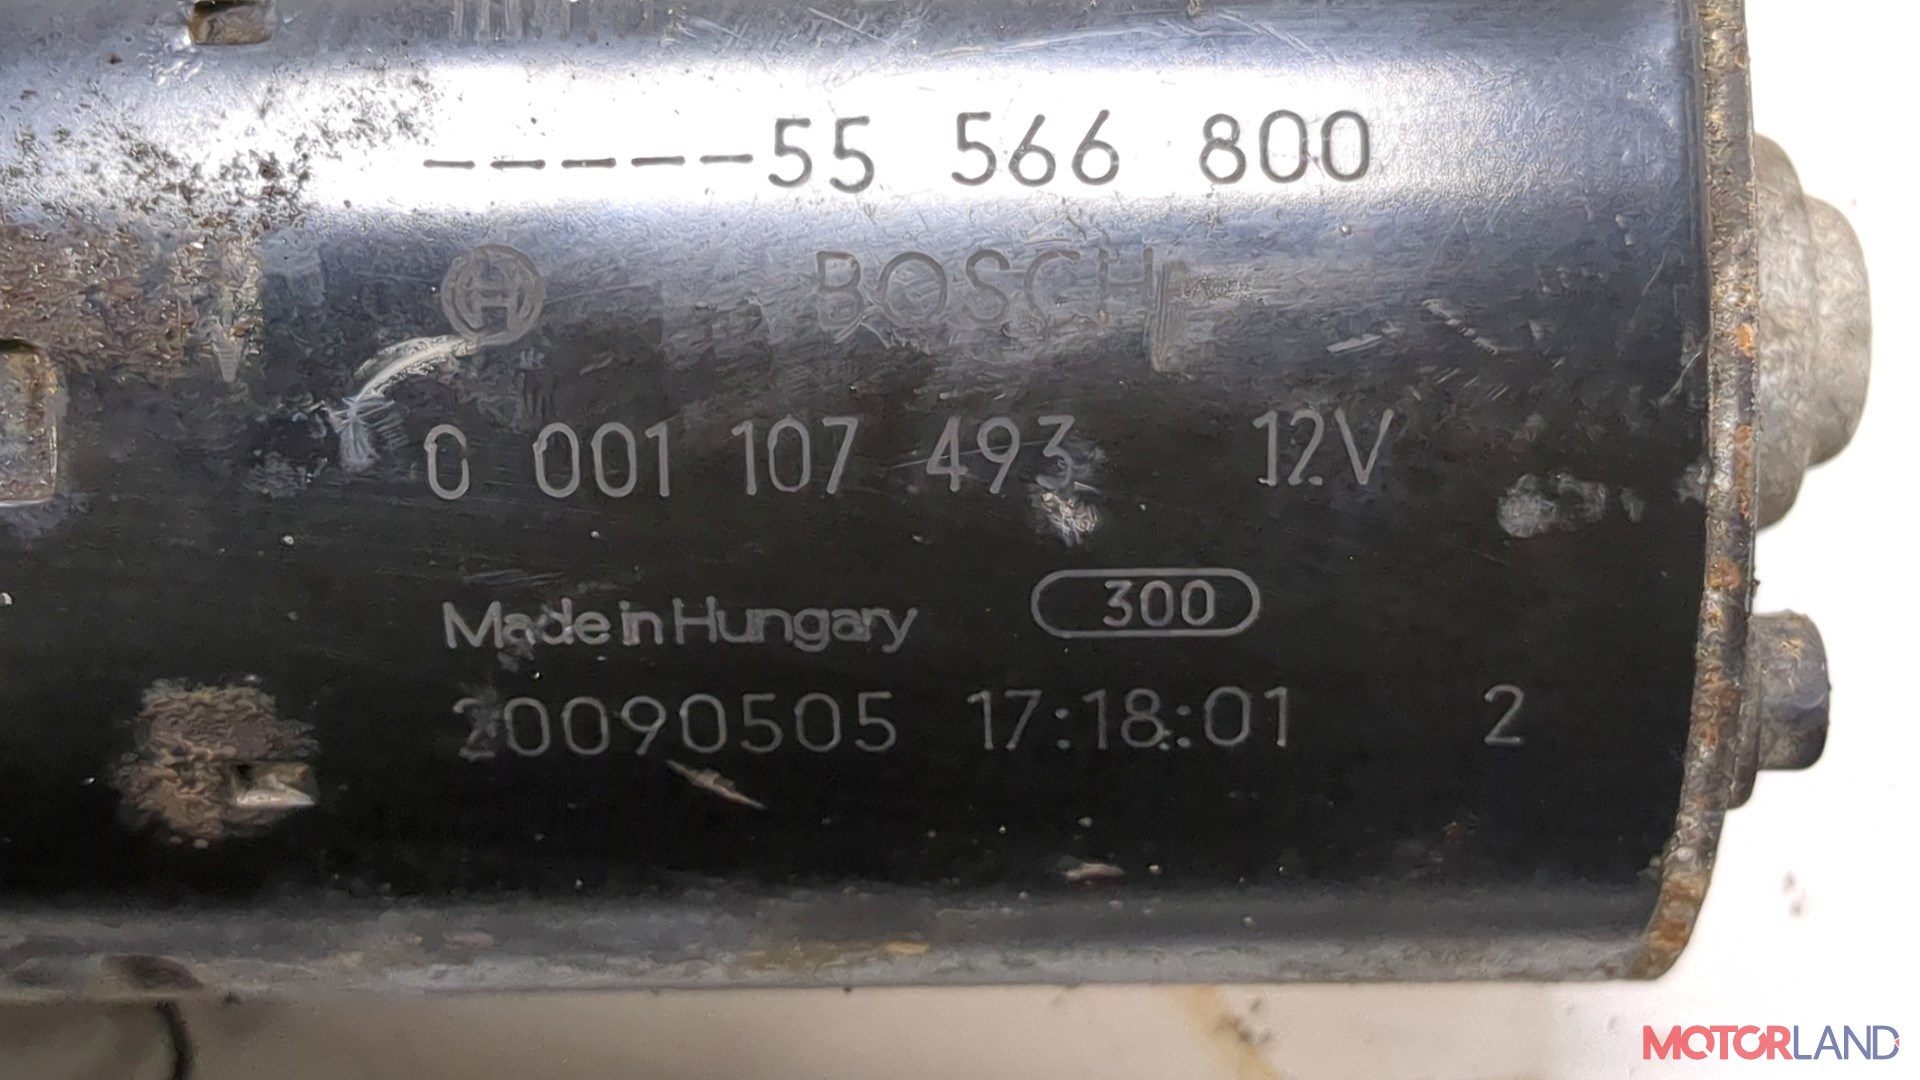 -----55 566 800
BOSCH
0 001 107 493 12V
Made in Hungary 300
20090505 17:18:01 2
MOTORLAND